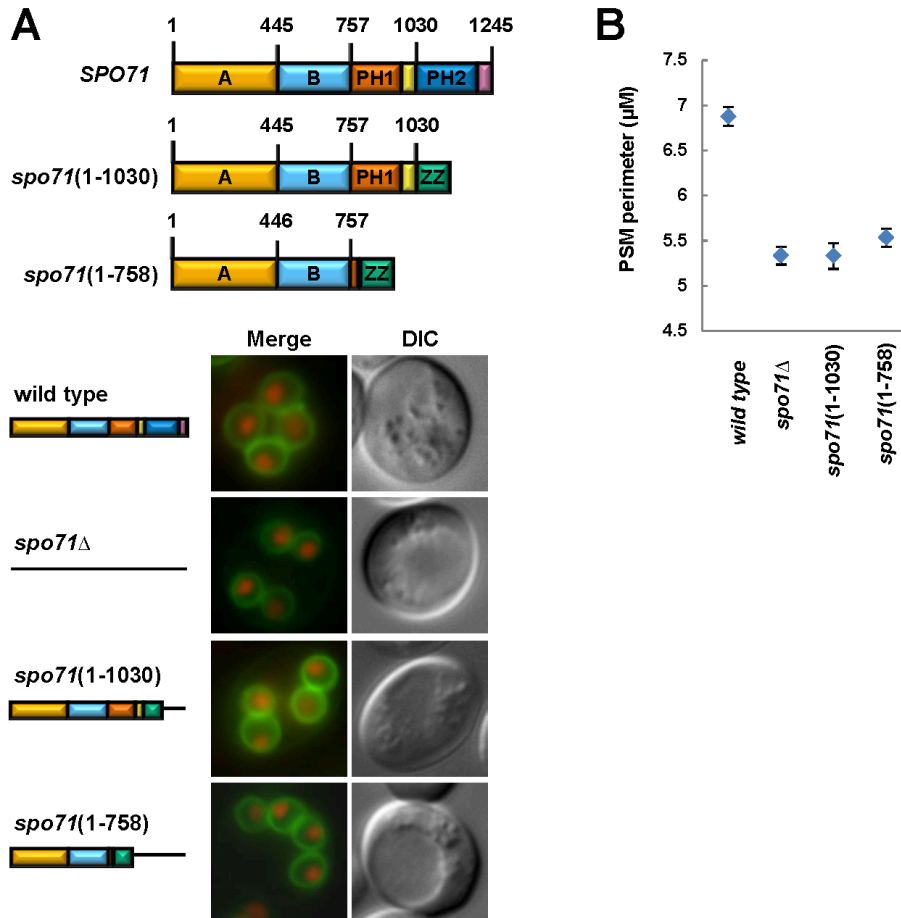 A
1 445 757 1030 1245
SPO71
A B PH1 PH2
1 445 757 1030
spo71(1-1030)
A B PH1 ZZ
1 446 757
spo71(1-758)
A B ZZ
Merge DIC
wild type
spo71Δ
spo71(1-1030)
spo71(1-758)
B
PSM perimeter (µM)
7.5
7
6.5
6
5.5
5
4.5
wild type
spo71Δ
spo71(1-1030)
spo71(1-758)